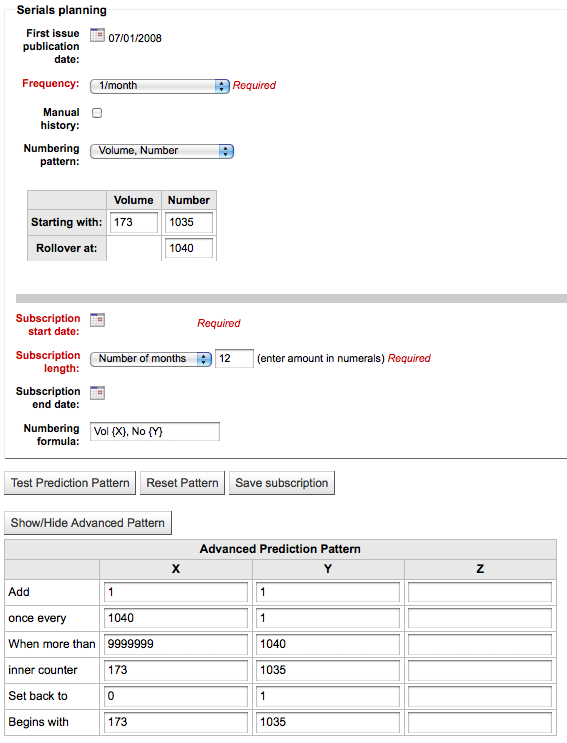 Serials planning
First issue
publication
date:
07/01/2008
Frequency:
1/month
Required
Manual
history:
Numbering
pattern:
Volume, Number
Volume Number
Starting with: 173 1035
Rollover at: 1040
Subscription
start date:
Required
Subscription
length:
Number of months
12
(enter amount in numerals) Required
Subscription
end date:
Numbering
formula:
Vol {X}, No {Y}
Test Prediction Pattern Reset Pattern Save subscription
Show/Hide Advanced Pattern
Advanced Prediction Pattern
X Y Z
Add 1 1
once every 1040 1
When more than 9999999 1040
inner counter 173 1035
Set back to 0 1
Begins with 173 1035